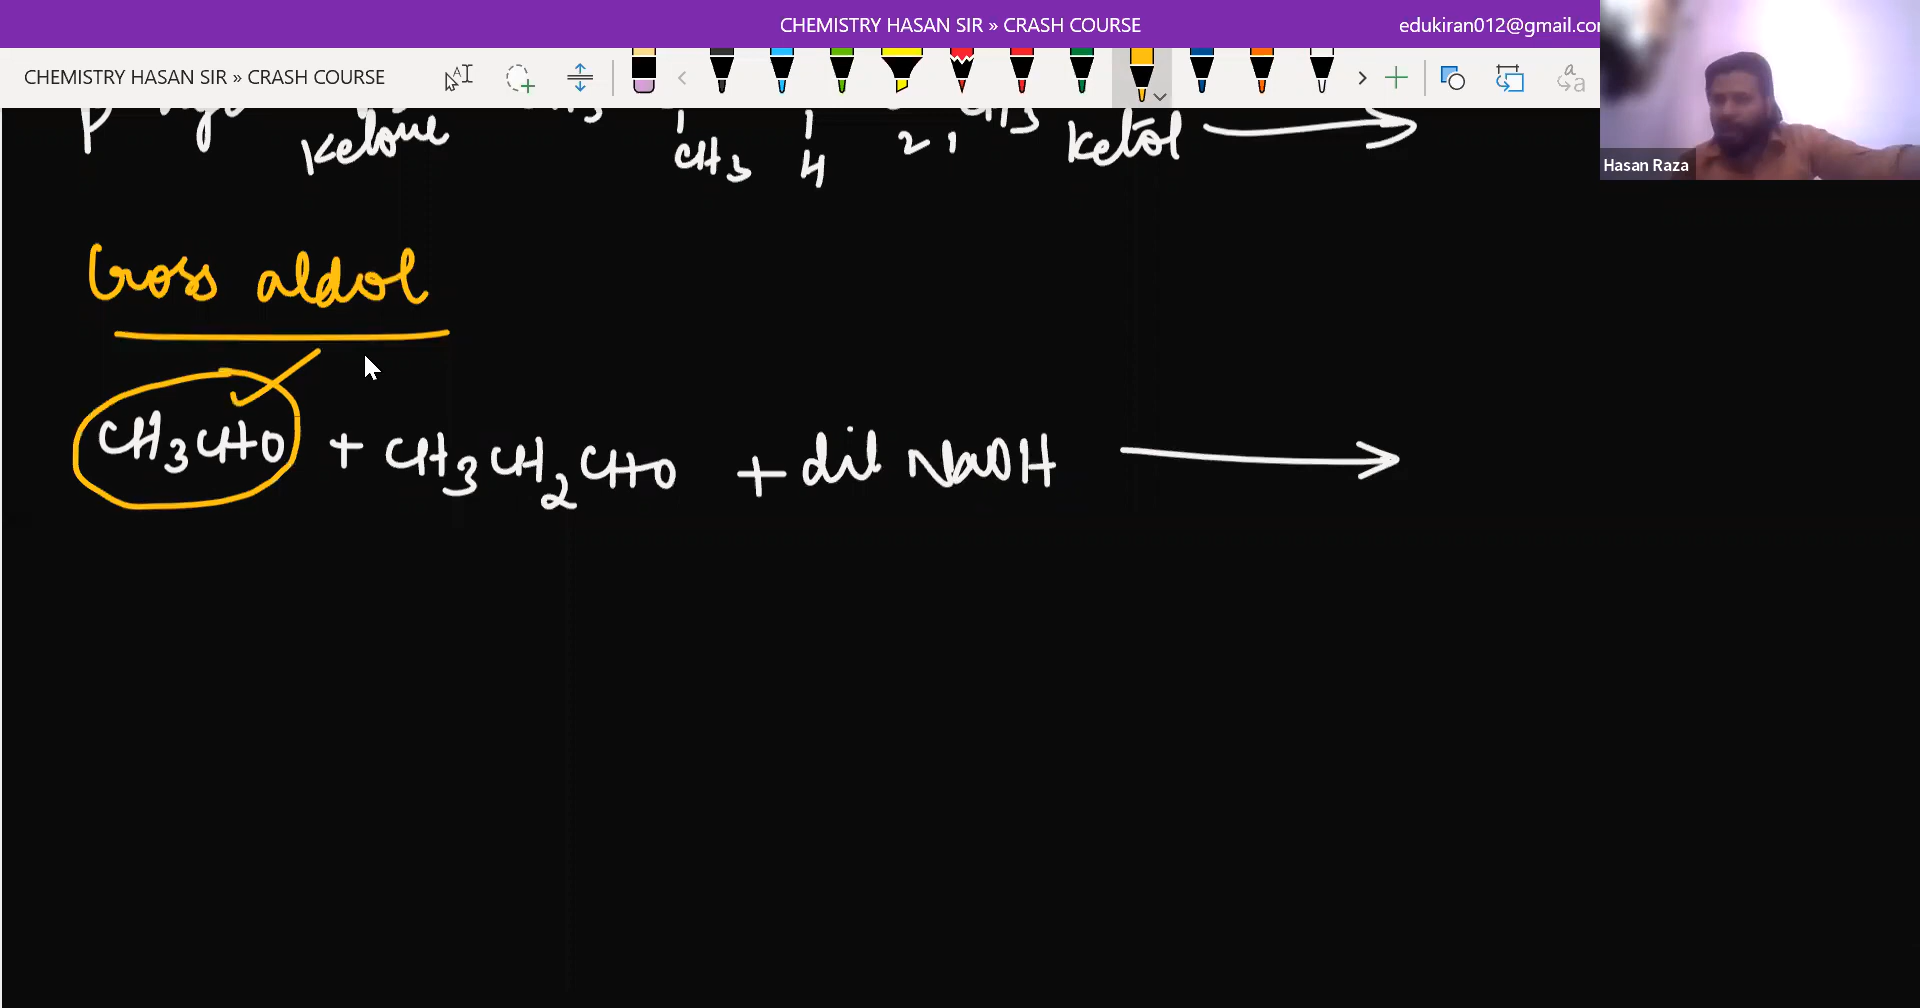 CHEMISTRY HASAN SIR » CRASH COURSE
edukiran012@gmail.co
CHEMISTRY HASAN SIR » CRASH COURSE
Hasan Raza
Ketone CH3 4 2 1 CH3 Ketol
Cross aldol
CH3CHO + CH3CH2CHO + dil NaOH